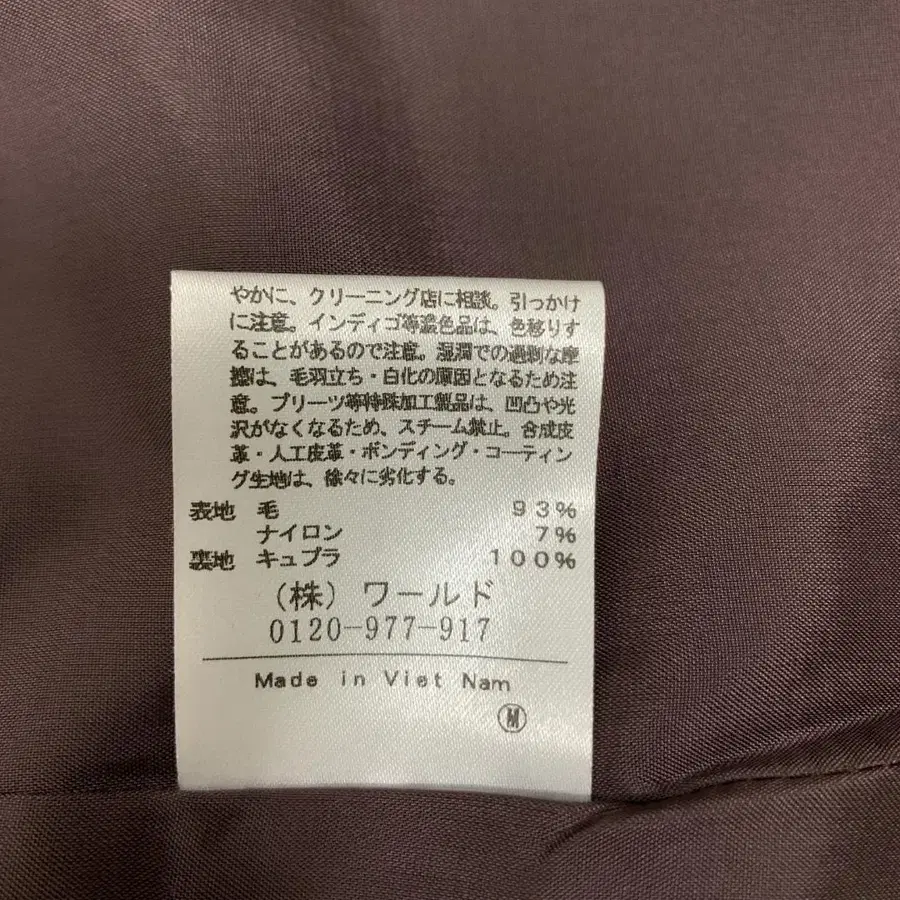 やかに、クリーニング店に相談。引っかけ
に注意。インディゴ等濃色品は、色移りす
ることがあるので注意。湿潤での過剰な摩
擦は、毛羽立ち・白化の原因となるため注
意。プリーツ等特殊加工製品は、凹凸や光
沢がなくなるため、スチーム禁止。合成皮
革・人工皮革・ボンディング・コーティン
グ生地は、徐々に劣化する。
表地 毛 93%
ナイロン 7%
裏地 キュプラ 100%
(株)ワールド
0120-977-917
Made in Viet Nam
Ⓜ